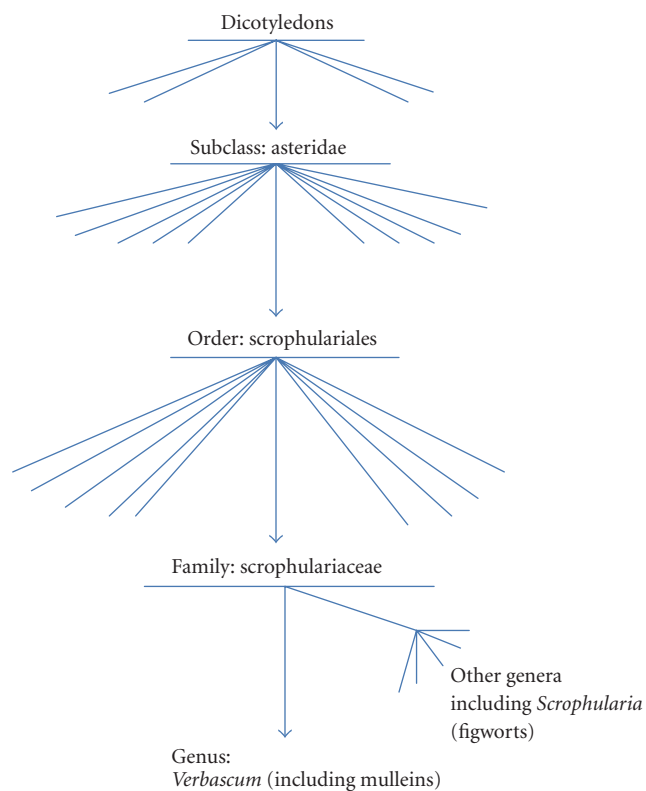 Dicotyledons
Subclass: asteridae
Order: scrophulariales
Family: scrophulariaceae
Other genera
including Scrophularia
(figworts)
Genus:
Verbascum (including mulleins)